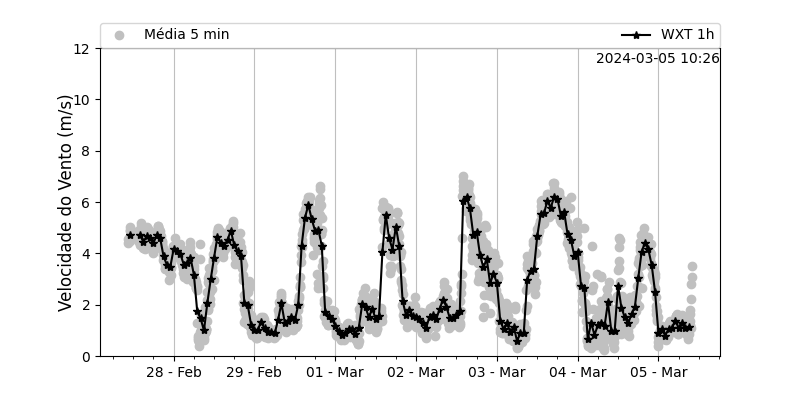 Média 5 min
WXT 1h
2024-03-05 10:26
Velocidade do Vento (m/s)
12
10
8
6
4
2
0
28 - Feb
29 - Feb
01 - Mar
02 - Mar
03 - Mar
04 - Mar
05 - Mar